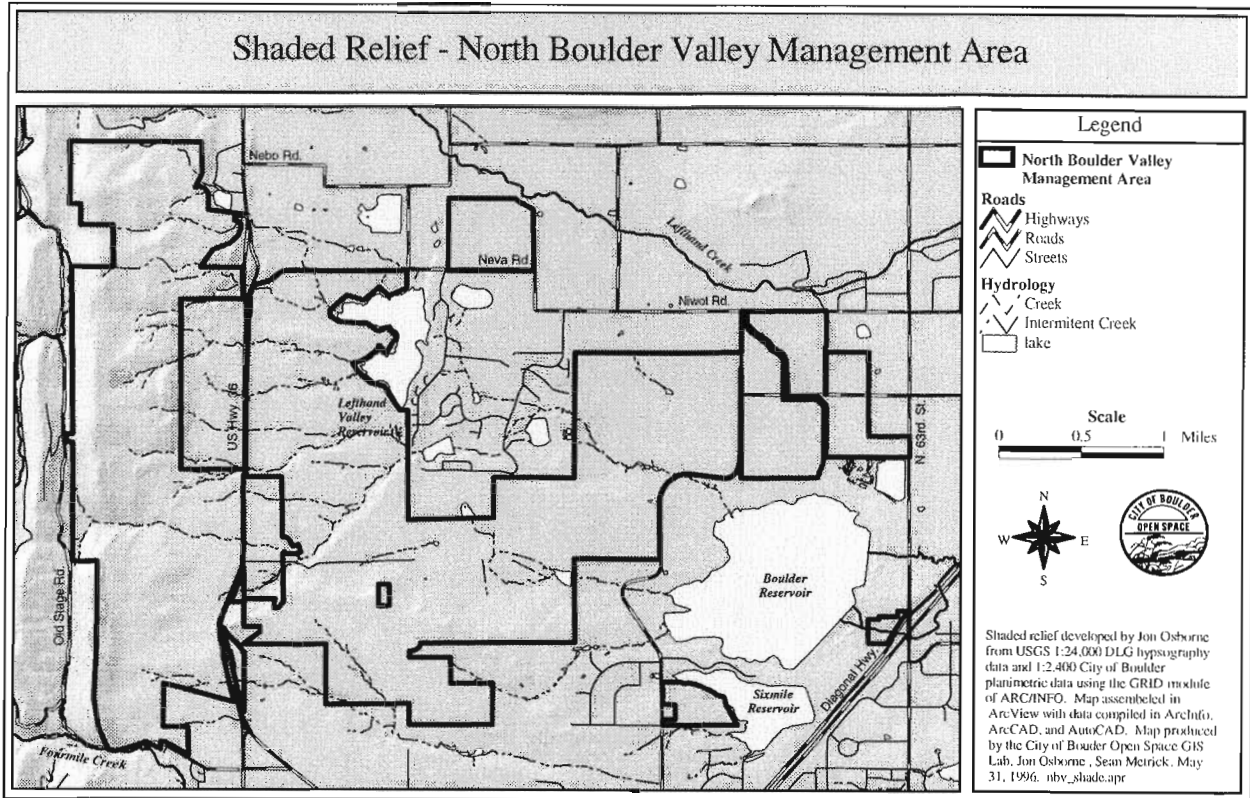 Shaded Relief - North Boulder Valley Management Area
Nebo Rd.
Lefthand Creek
Neva Rd.
Niwot Rd.
US Hwy. 36
Lefthand
Valley
Reservoir
N 63rd. St.
Old Stage Rd.
Boulder
Reservoir
Sixmile
Reservoir
Diagonal Hwy.
Fourmile Creek
Legend
North Boulder Valley
Management Area
Roads
Highways
Roads
Streets
Hydrology
Creek
Intermitent Creek
lake
Scale
0 0.5 1 Miles
N
W E
S
CITY OF BOULDER
OPEN SPACE
Shaded relief developed by Jon Osborne
from USGS 1:24,000 DLG hypsography
data and 1:2,400 City of Boulder
planimetric data using the GRID module
of ARC/INFO. Map assembeled in
ArcView with data compiled in ArcInfo,
ArcCAD, and AutoCAD. Map produced
by the City of Bouder Open Space GIS
Lab, Jon Osborne , Sean Metrick. May
31, 1996. nbv_shade.apr